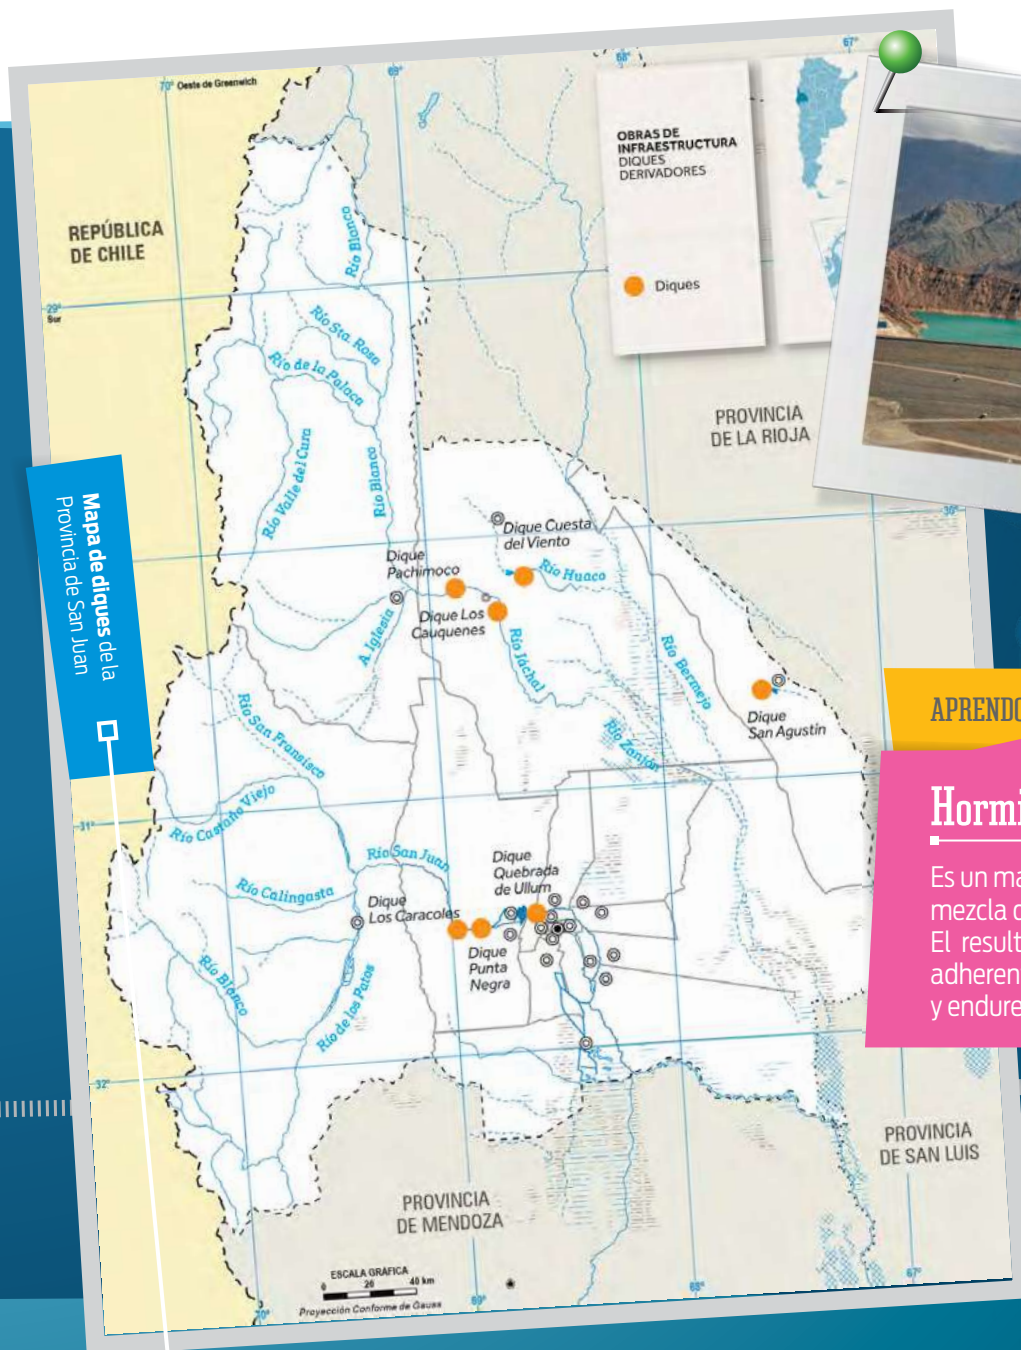 70° Oeste de Greenwich
69°
68°
67°
OBRAS DE
INFRAESTRUCTURA
DIQUES
DERIVADORES
Diques
REPÚBLICA
DE CHILE
29°
Sur
Río Blanco
Río Sta. Rosa
Río de la Palaca
PROVINCIA
DE LA RIOJA
Río Valle del Cura
Río Blanco
30°
Mapa de diques de la
Provincia de San Juan
Dique Cuesta
del Viento
Dique
Pachimoco
Río Huaco
Dique Los
Cauquenes
A. Iglesia
Río Jáchal
Río Bermejo
Río San Fransisco
Río Zanjón
Dique
San Agustín
APRENDO
Hormi
Es un ma
mezcla d
El result
adheren
y endure
31°
Río Castaño Viejo
Río San Juan
Dique
Quebrada
de Ullum
Río Calingasta
Dique
Los Caracoles
Dique
Punta
Negra
Río Blanco
Río de los Patos
32°
PROVINCIA
DE SAN LUIS
PROVINCIA
DE MENDOZA
ESCALA GRÁFICA
0 20 40 km
Proyección Conforme de Gauss
70°
69°
68°
67°